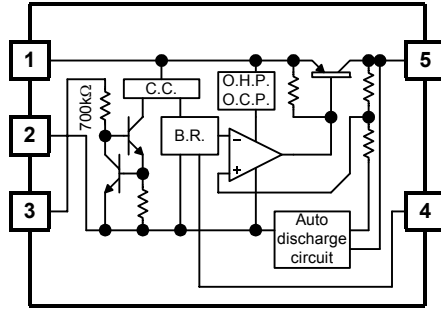 1
5
C.C.
O.H.P.
O.C.P.
700kΩ
2
B.R.
−
+
3
4
Auto
discharge
circuit